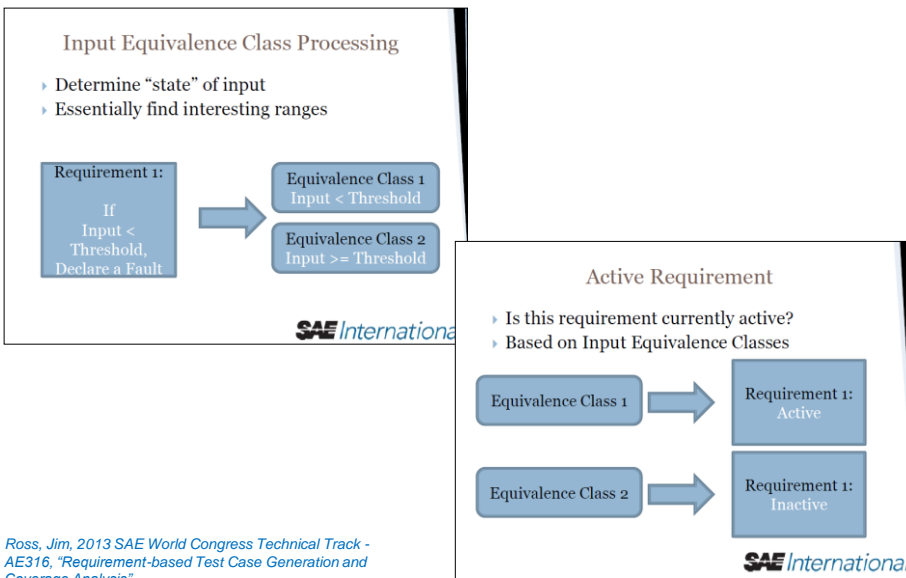 Input Equivalence Class Processing
Determine “state” of input
Essentially find interesting ranges
Requirement 1:
If
Input <
Threshold,
Declare a Fault
Equivalence Class 1
Input < Threshold
Equivalence Class 2
Input >= Threshold
SAE Internationa
Active Requirement
Is this requirement currently active?
Based on Input Equivalence Classes
Equivalence Class 1
Requirement 1:
Active
Equivalence Class 2
Requirement 1:
Inactive
SAE International
Ross, Jim, 2013 SAE World Congress Technical Track -
AE316, “Requirement-based Test Case Generation and
Coverage Analysis”